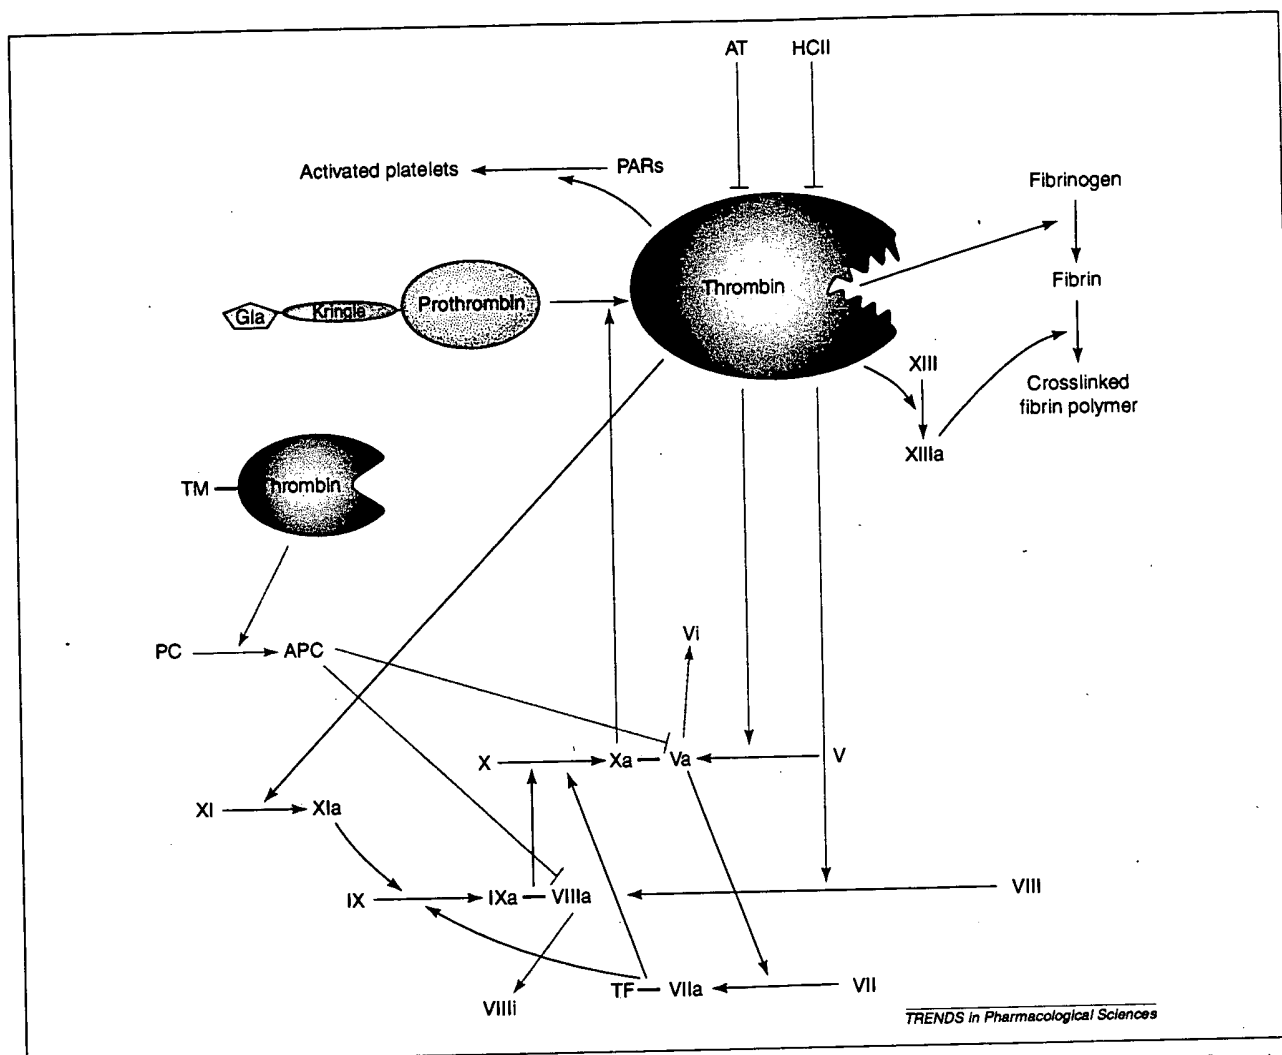 AT
HCII
Activated platelets
PARs
Fibrinogen
Thrombin
Fibrin
Gla
Kringle
Prothrombin
XIII
Crosslinked
fibrin polymer
XIIIa
TM
hrombin
PC
APC
Vi
X
Xa
Va
V
XI
XIa
IX
IXa
VIIIa
VIII
TF
VIIa
VII
VIIIi
TRENDS in Pharmacological Sciences